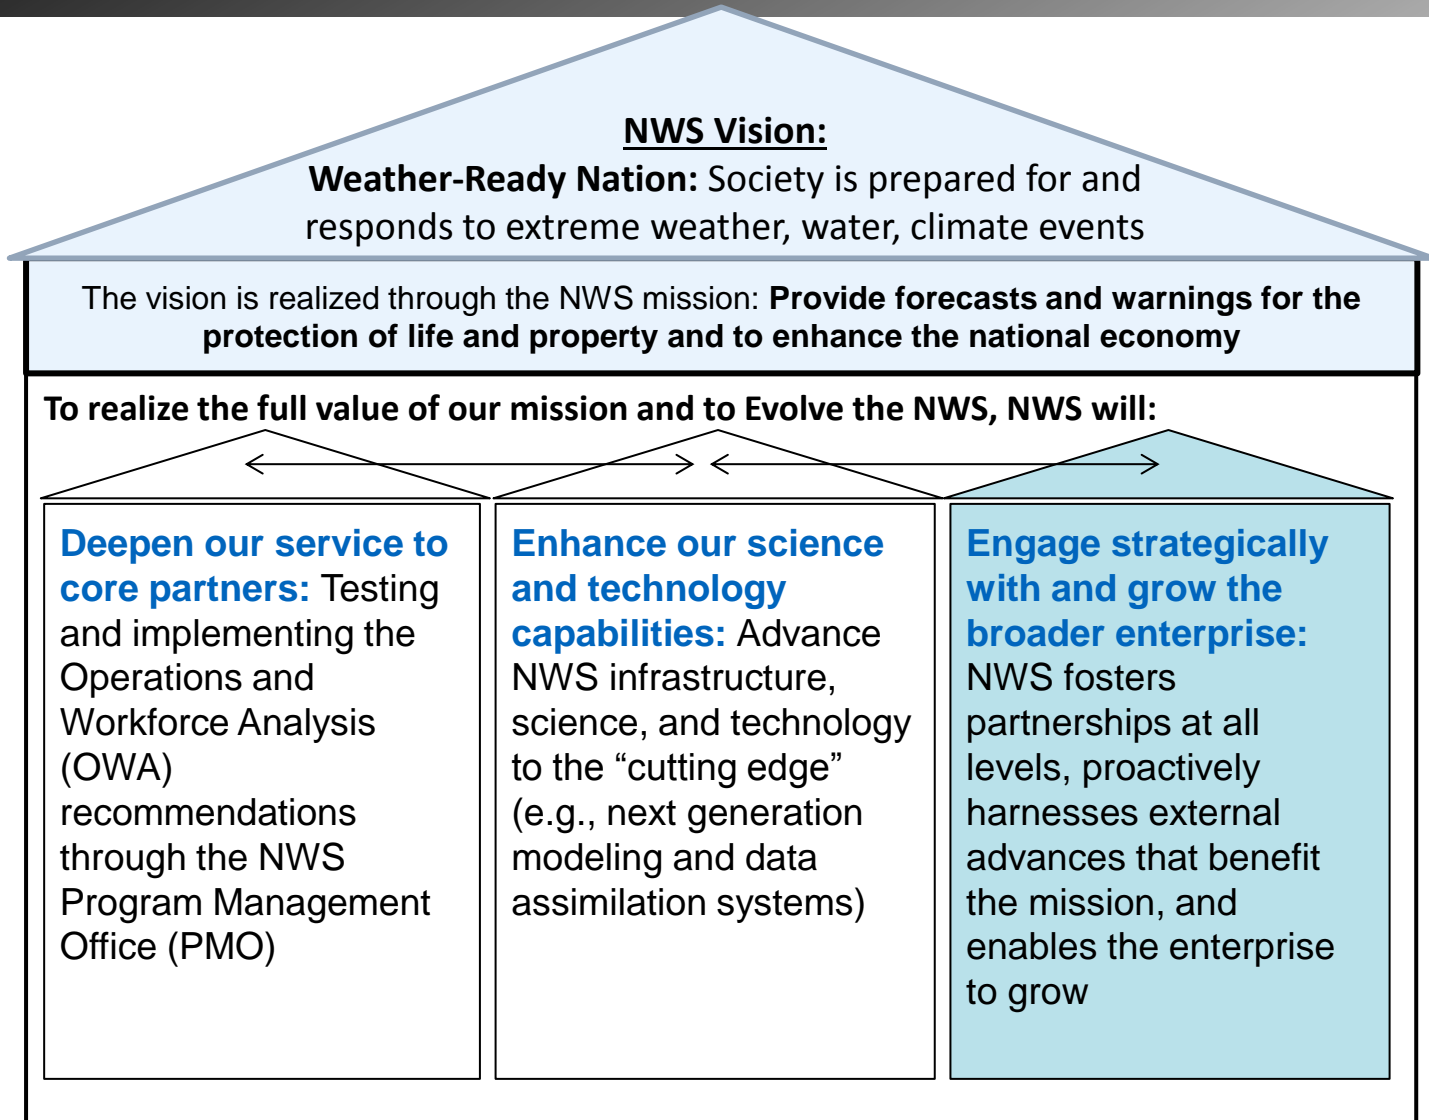 NWS Vision:
Weather-Ready Nation: Society is prepared for and
responds to extreme weather, water, climate events
The vision is realized through the NWS mission: Provide forecasts and warnings for the
protection of life and property and to enhance the national economy
To realize the full value of our mission and to Evolve the NWS, NWS will:
Deepen our service to
core partners: Testing
and implementing the
Operations and
Workforce Analysis
(OWA)
recommendations
through the NWS
Program Management
Office (PMO)
Enhance our science
and technology
capabilities: Advance
NWS infrastructure,
science, and technology
to the “cutting edge”
(e.g., next generation
modeling and data
assimilation systems)
Engage strategically
with and grow the
broader enterprise:
NWS fosters
partnerships at all
levels, proactively
harnesses external
advances that benefit
the mission, and
enables the enterprise
to grow